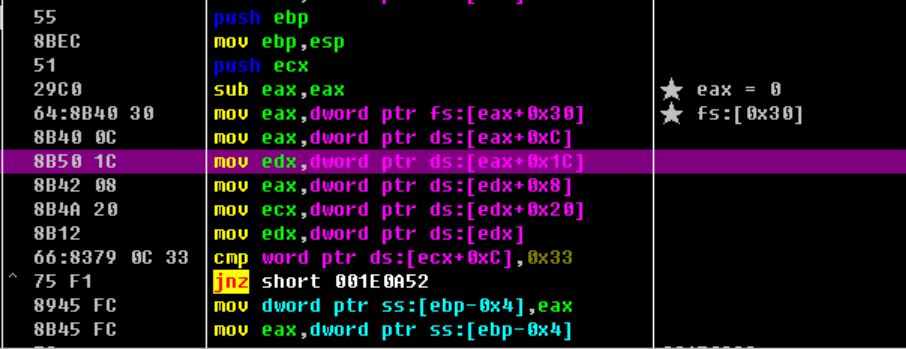 55 push ebp
8BEC mov ebp,esp
51 push ecx
29C0 sub eax,eax ★ eax = 0
64:8B40 30 mov eax,dword ptr fs:[eax+0x30] ★ fs:[0x30]
8B40 0C mov eax,dword ptr ds:[eax+0xC]
8B50 1C mov edx,dword ptr ds:[eax+0x1C]
8B42 08 mov eax,dword ptr ds:[edx+0x8]
8B4A 20 mov ecx,dword ptr ds:[edx+0x20]
8B12 mov edx,dword ptr ds:[edx]
66:8379 0C 33 cmp word ptr ds:[ecx+0xC],0x33
^ 75 F1 jnz short 001E0A52
8945 FC mov dword ptr ss:[ebp-0x4],eax
8B45 FC mov eax,dword ptr ss:[ebp-0x4]